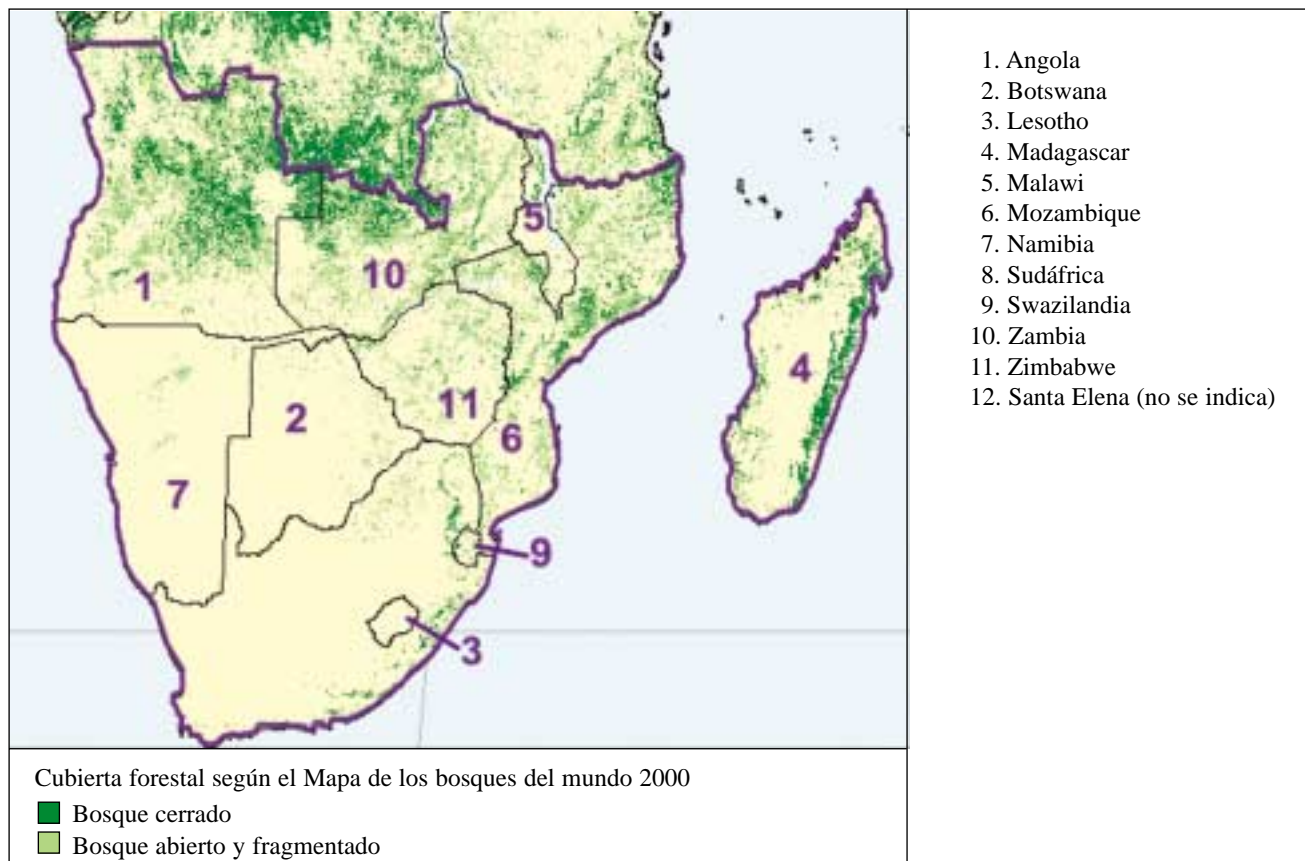 1
10
5
11
2
6
7
9
3
4
1. Angola
2. Botswana
3. Lesotho
4. Madagascar
5. Malawi
6. Mozambique
7. Namibia
8. Sudáfrica
9. Swazilandia
10. Zambia
11. Zimbabwe
12. Santa Elena (no se indica)
Cubierta forestal según el Mapa de los bosques del mundo 2000
Bosque cerrado
Bosque abierto y fragmentado